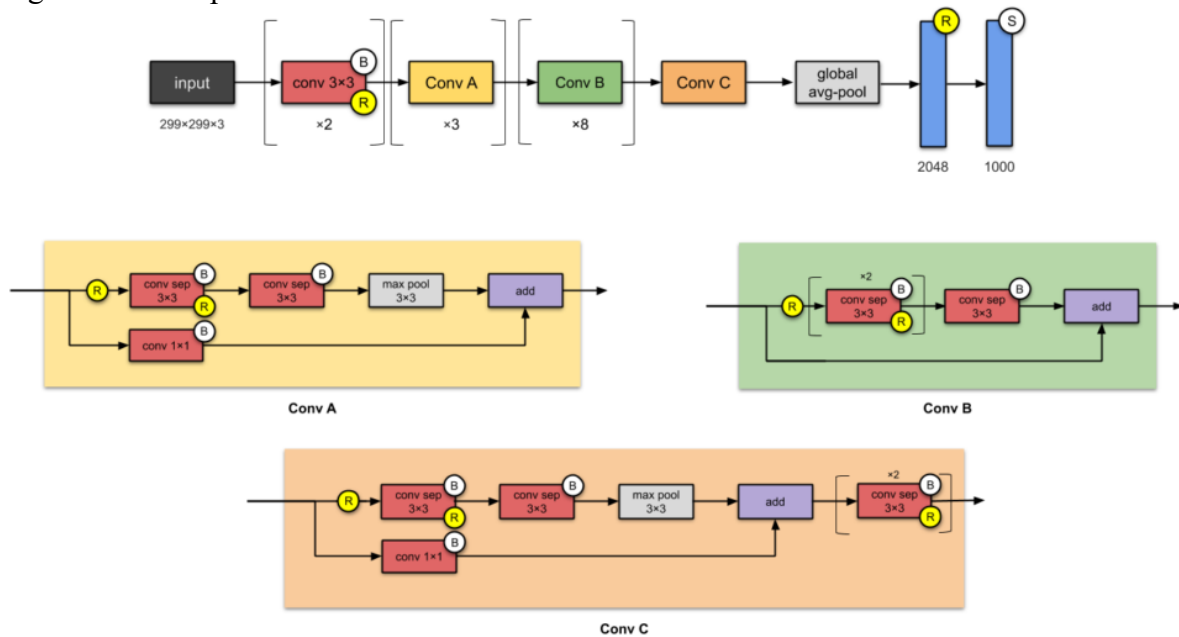 input
299×299×3
conv 3×3
B
R
×2
Conv A
×3
Conv B
×8
Conv C
global
avg-pool
R
2048
S
1000
R
conv sep
3×3
B
R
conv sep
3×3
B
max pool
3×3
add
conv 1×1
B
Conv A
R
×2
conv sep
3×3
B
R
conv sep
3×3
B
add
Conv B
R
conv sep
3×3
B
R
conv sep
3×3
B
max pool
3×3
add
×2
conv sep
3×3
B
R
conv 1×1
B
Conv C